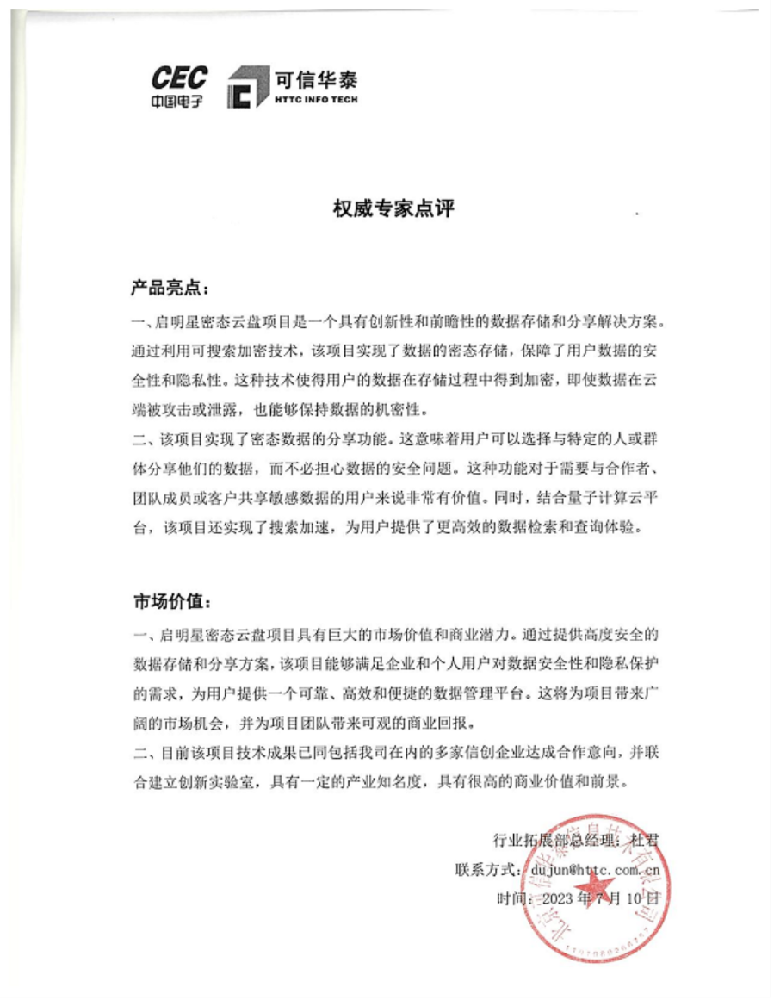 CEC
中国电子
可信华泰
HTTC INFO TECH
权威专家点评
产品亮点：
一、启明星密态云盘项目是一个具有创新性和前瞻性的数据存储和分享解决方案。
通过利用可搜索加密技术，该项目实现了数据的密态存储，保障了用户数据的安
全性和隐私性。这种技术使得用户的数据在存储过程中得到加密，即使数据在云
端被攻击或泄露，也能够保持数据的机密性。
二、该项目实现了密态数据的分享功能。这意味着用户可以选择与特定的人或群
体分享他们的数据，而不必担心数据的安全问题。这种功能对于需要与合作者、
团队成员或客户共享敏感数据的用户来说非常有价值。同时，结合量子计算云平
台，该项目还实现了搜索加速，为用户提供了更高效的数据检索和查询体验。
市场价值：
一、启明星密态云盘项目具有巨大的市场价值和商业潜力。通过提供高度安全的
数据存储和分享方案，该项目能够满足企业和个人用户对数据安全性和隐私保护
的需求，为用户提供一个可靠、高效和便捷的数据管理平台。这将为项目带来广
阔的市场机会，并为项目团队带来可观的商业回报。
二、目前该项目技术成果已同包括我司在内的多家信创企业达成合作意向，并联
合建立创新实验室，具有一定的产业知名度，具有很高的商业价值和前景。
行业拓展部总经理：杜君
联系方式：dujun@httc.com.cn
时间：2023 年 7 月 10 日
北京可信华泰信息技术有限公司